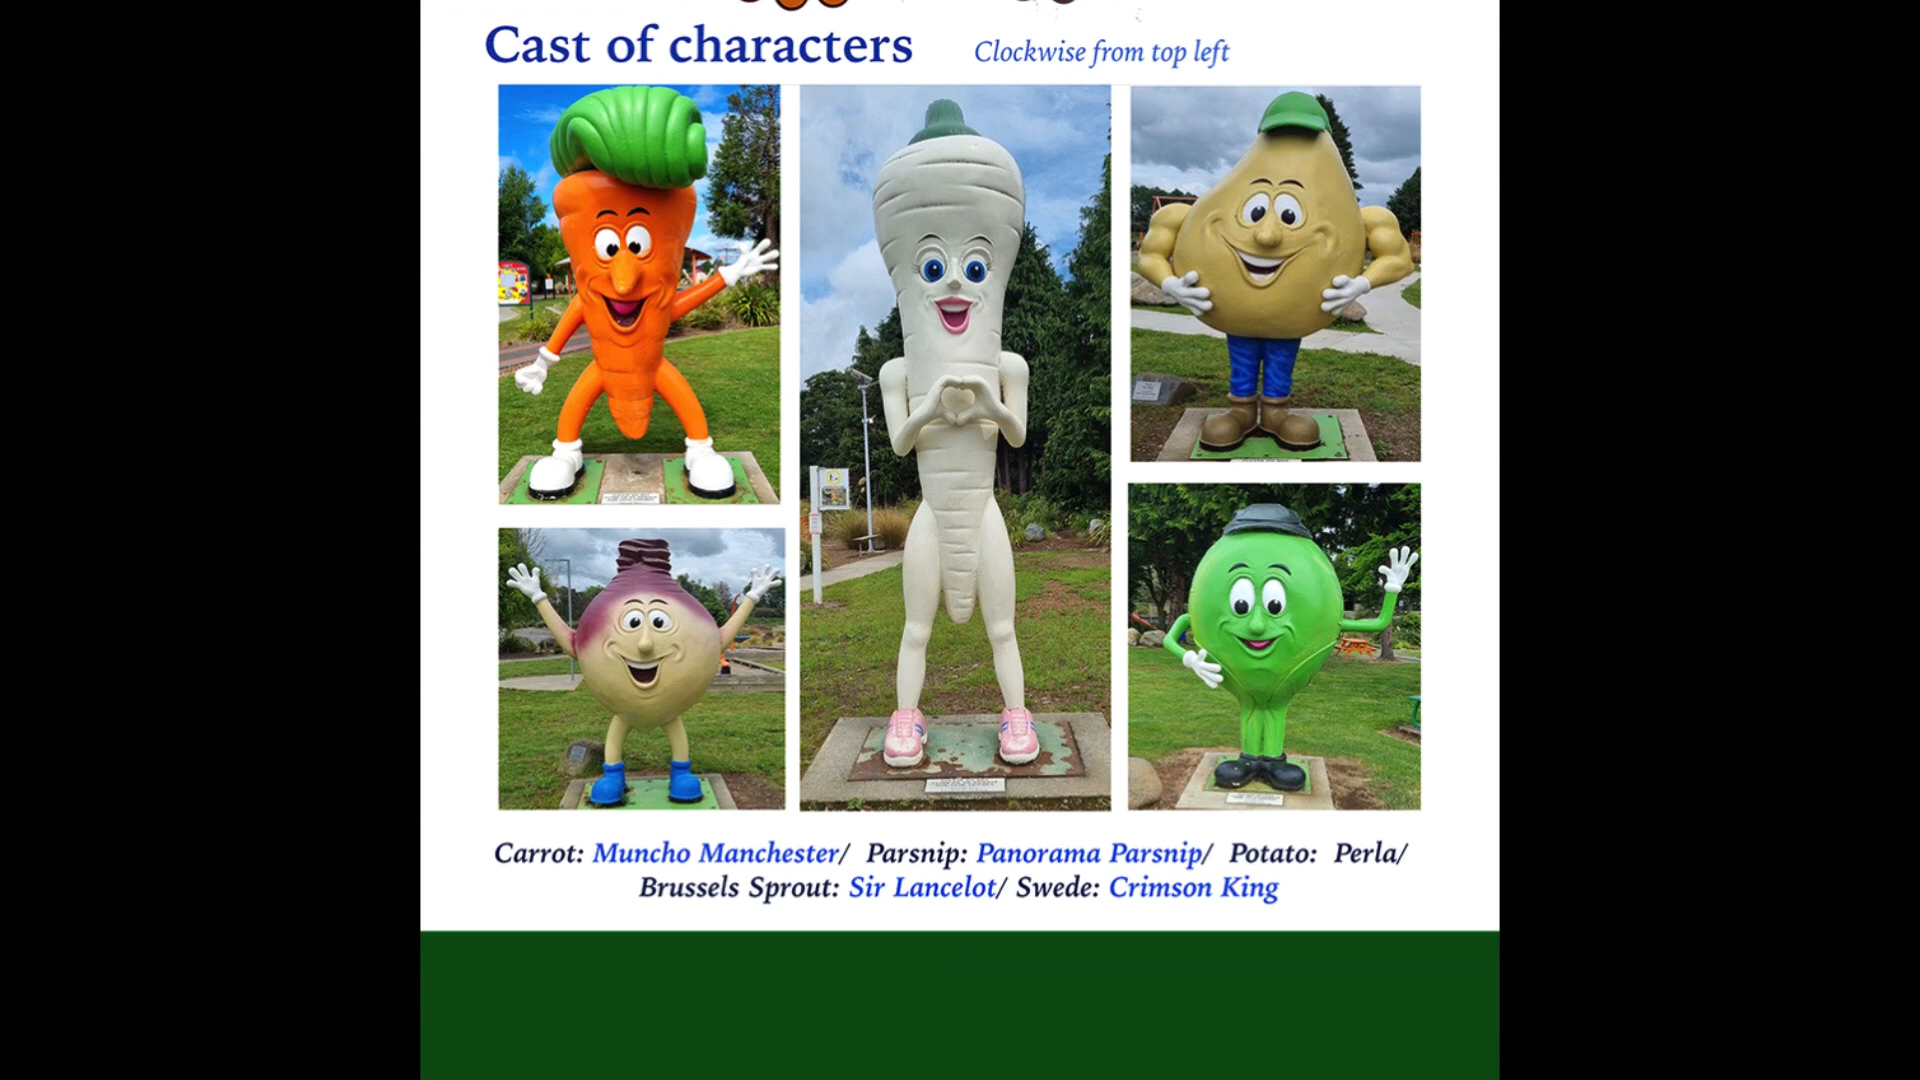 Cast of characters
Clockwise from top left
Carrot: Muncho Manchester/ Parsnip: Panorama Parsnip/ Potato: Perla/
Brussels Sprout: Sir Lancelot/ Swede: Crimson King